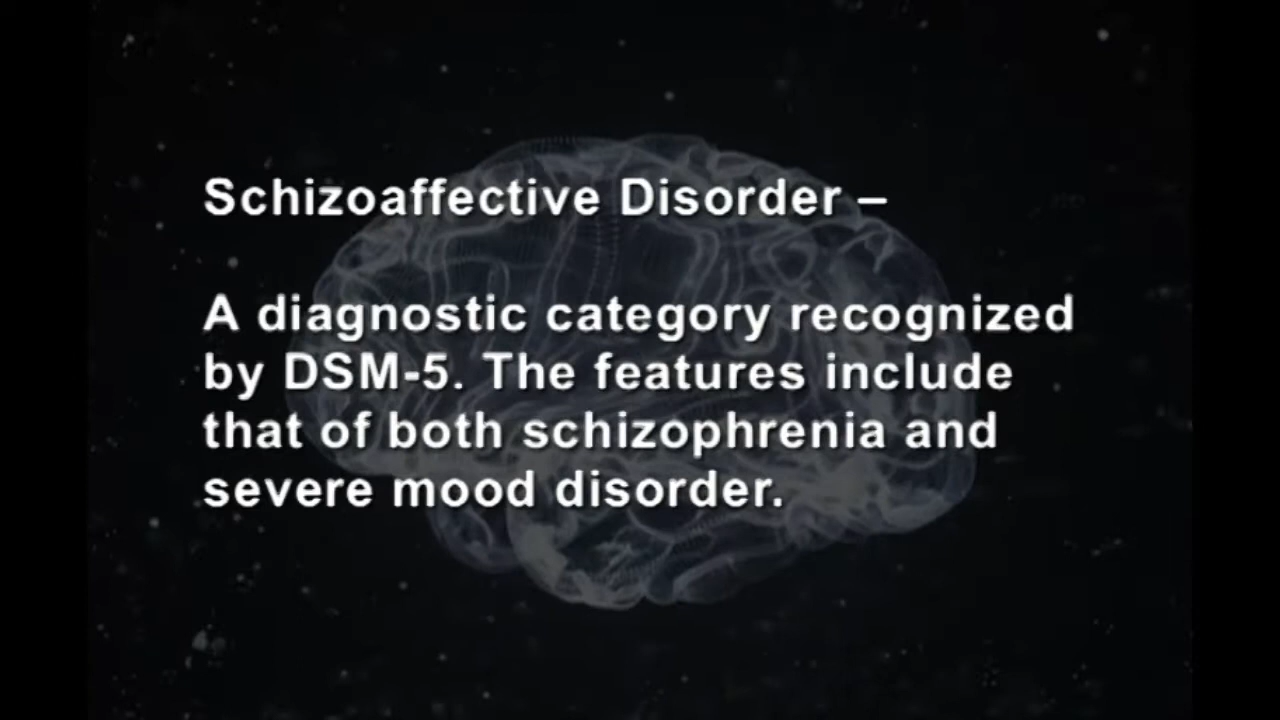 Schizoaffective Disorder –
A diagnostic category recognized
by DSM-5. The features include
that of both schizophrenia and
severe mood disorder.